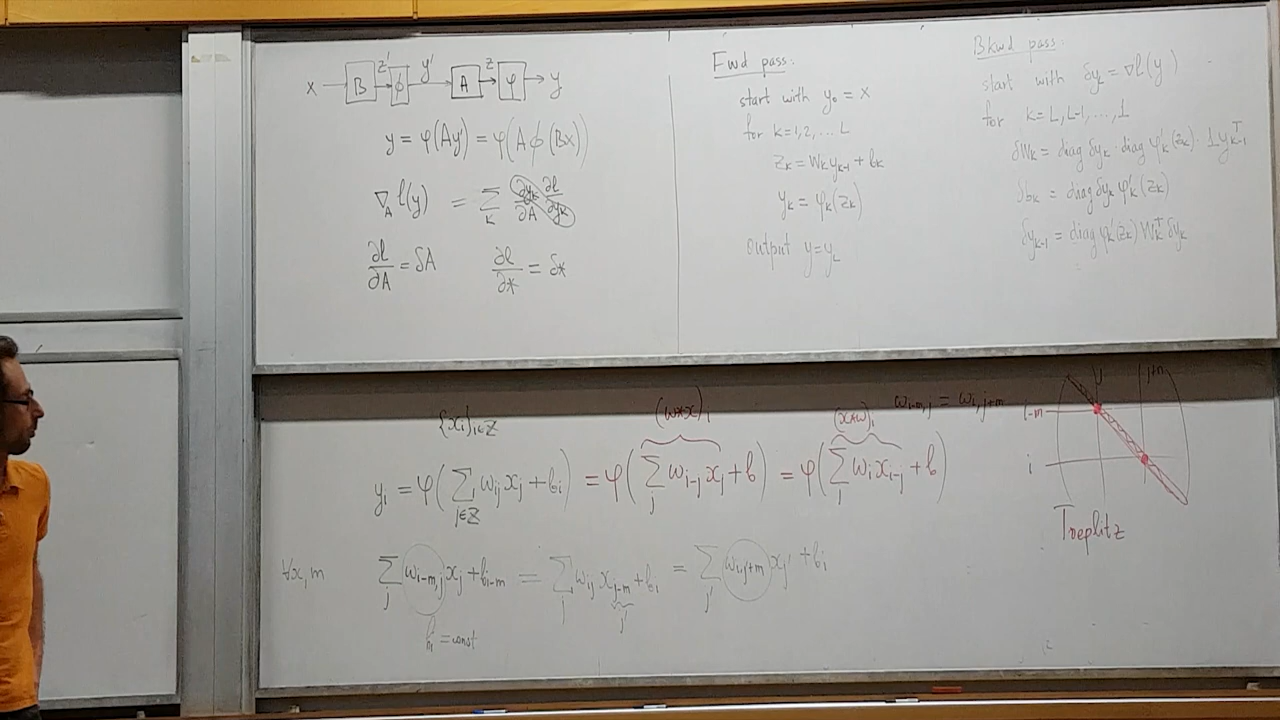 x → B z' → ϕ y' → A z → φ → y
y = φ(Ay') = φ(Aϕ(Bx))
∇_A l(y) = Σ_k ∂y_k/∂A ∂l/∂y_k
∂l/∂A = δA   ∂l/∂* = δ*
Fwd pass:
start with y₀ = x
for k=1,2,... L
z_k = W_k y_{k-1} + b_k
y_k = φ_k(z_k)
output y = y_L
Bkwd pass:
start with δy_L = ∇l(y)
for k = L, L-1, ..., 1
δW_k = diag δy_k · diag φ'_k(z_k) · 1 y_{k-1}^T
δb_k = diag δy_k φ'_k(z_k)
δy_{k-1} = diag φ'_k(z_k) W_k^T δy_k
{x_i}_{i∈ℤ}   (w*x)_i   (x*w)_i   w_{i-m,j} = w_{i,j+m}
y_i = φ(Σ_{j∈ℤ} w_{ij} x_j + b_i) = φ(Σ_j w_{i-j} x_j + b) = φ(Σ_j w_i x_{i-j} + b)
j   j+m
i-m
i
Toeplitz
∀x,m   Σ_j w_{i-m,j} x_j + b_{i-m} = Σ_j w_{ij} x_{j-m} + b_i = Σ_{j'} w_{i,j'+m} x_{j'} + b_i
j'
b_i = const